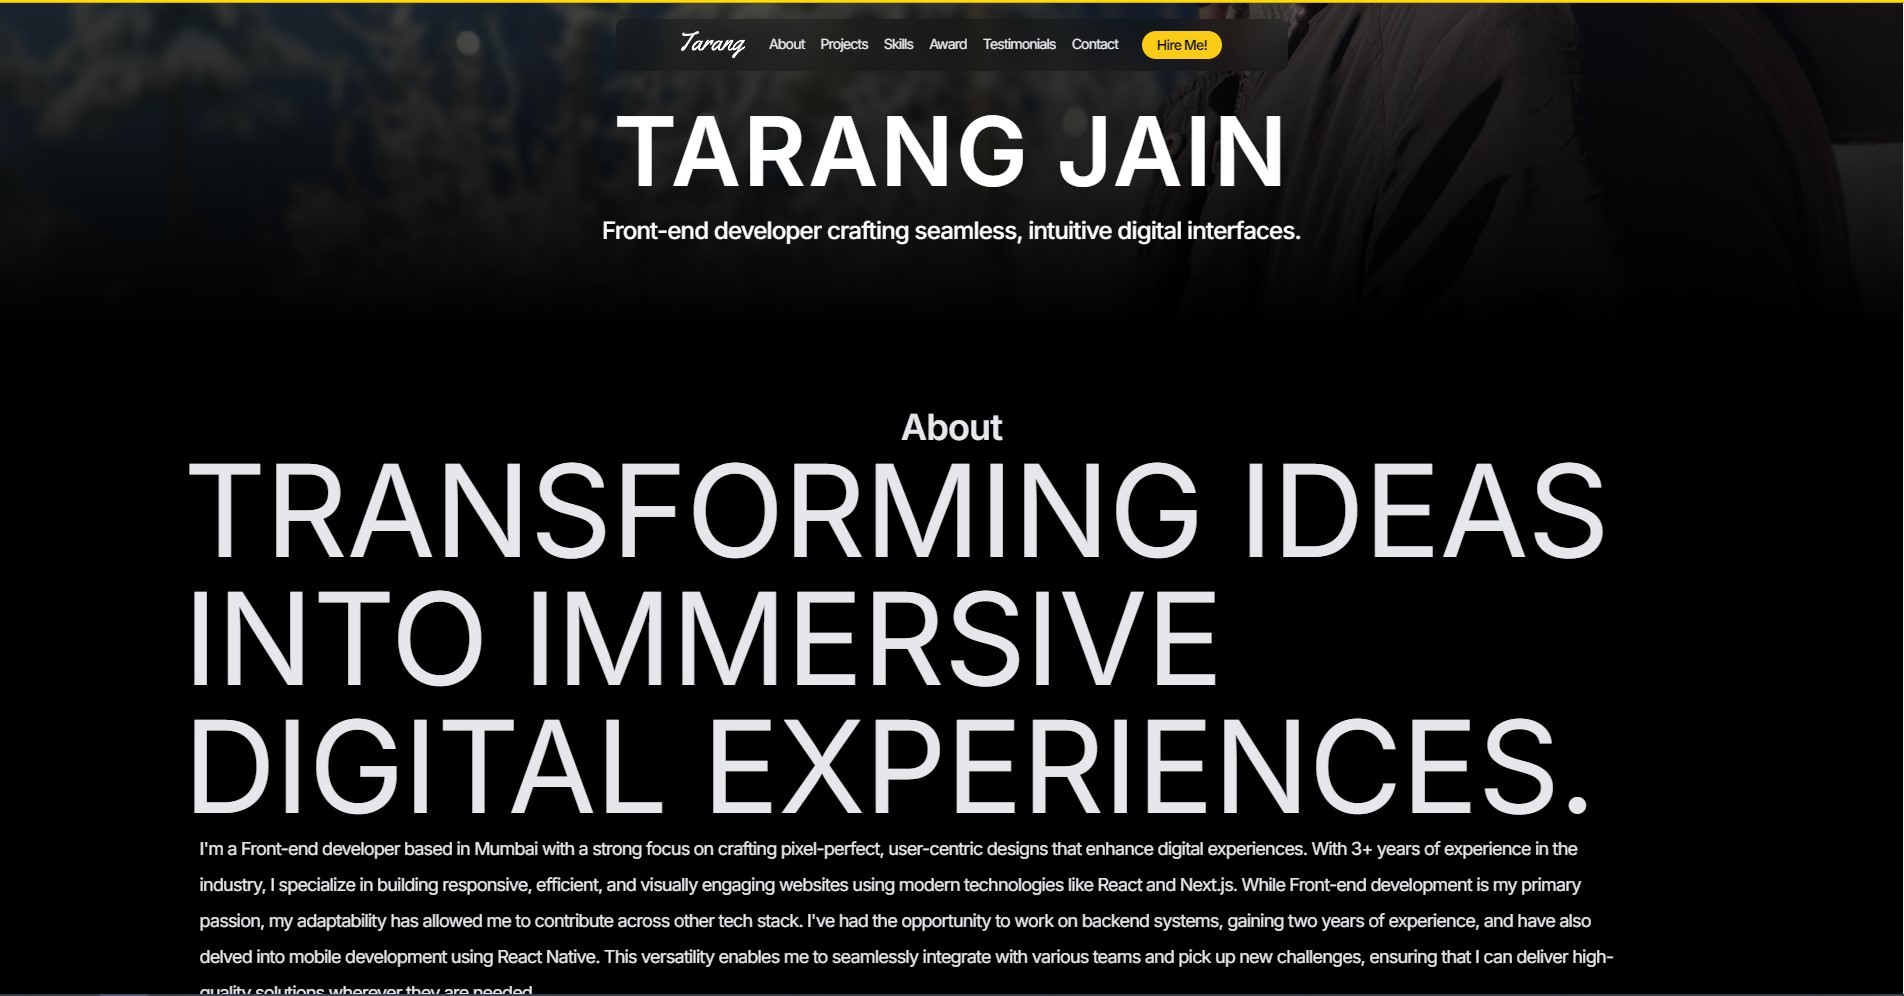 Tarang About Projects Skills Award Testimonials Contact Hire Me!
TARANG JAIN
Front-end developer crafting seamless, intuitive digital interfaces.
About
TRANSFORMING IDEAS
INTO IMMERSIVE
DIGITAL EXPERIENCES.
I'm a Front-end developer based in Mumbai with a strong focus on crafting pixel-perfect, user-centric designs that enhance digital experiences. With 3+ years of experience in the
industry, I specialize in building responsive, efficient, and visually engaging websites using modern technologies like React and Next.js. While Front-end development is my primary
passion, my adaptability has allowed me to contribute across other tech stack. I've had the opportunity to work on backend systems, gaining two years of experience, and have also
delved into mobile development using React Native. This versatility enables me to seamlessly integrate with various teams and pick up new challenges, ensuring that I can deliver high-
quality solutions wherever they are needed.